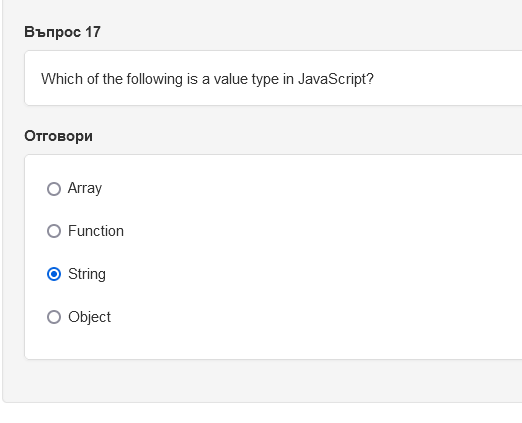 Въпрос 17
Which of the following is a value type in JavaScript?
Отговори
Array
Function
String
Object